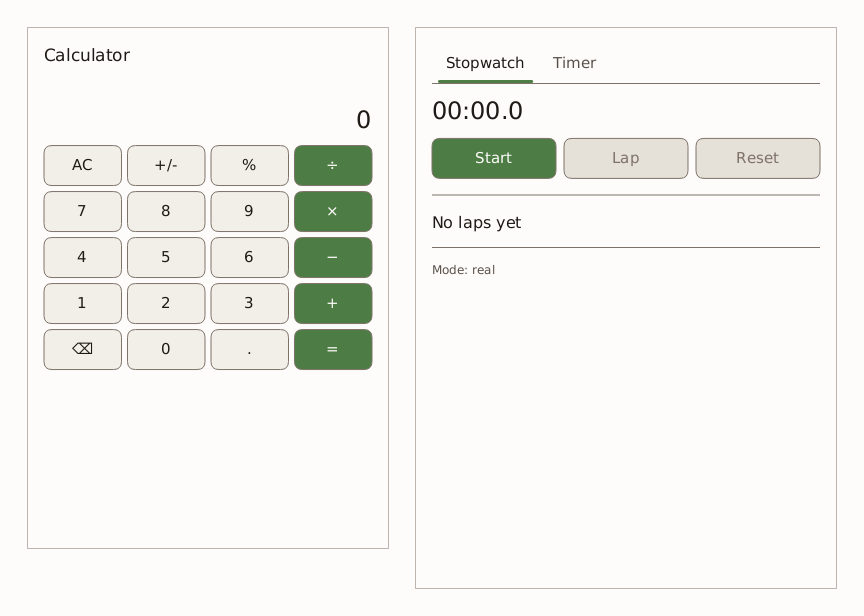 Calculator
0
AC +/- % ÷
7 8 9 ×
4 5 6 −
1 2 3 +
⌫ 0 . =
Stopwatch Timer
00:00.0
Start Lap Reset
No laps yet
Mode: real